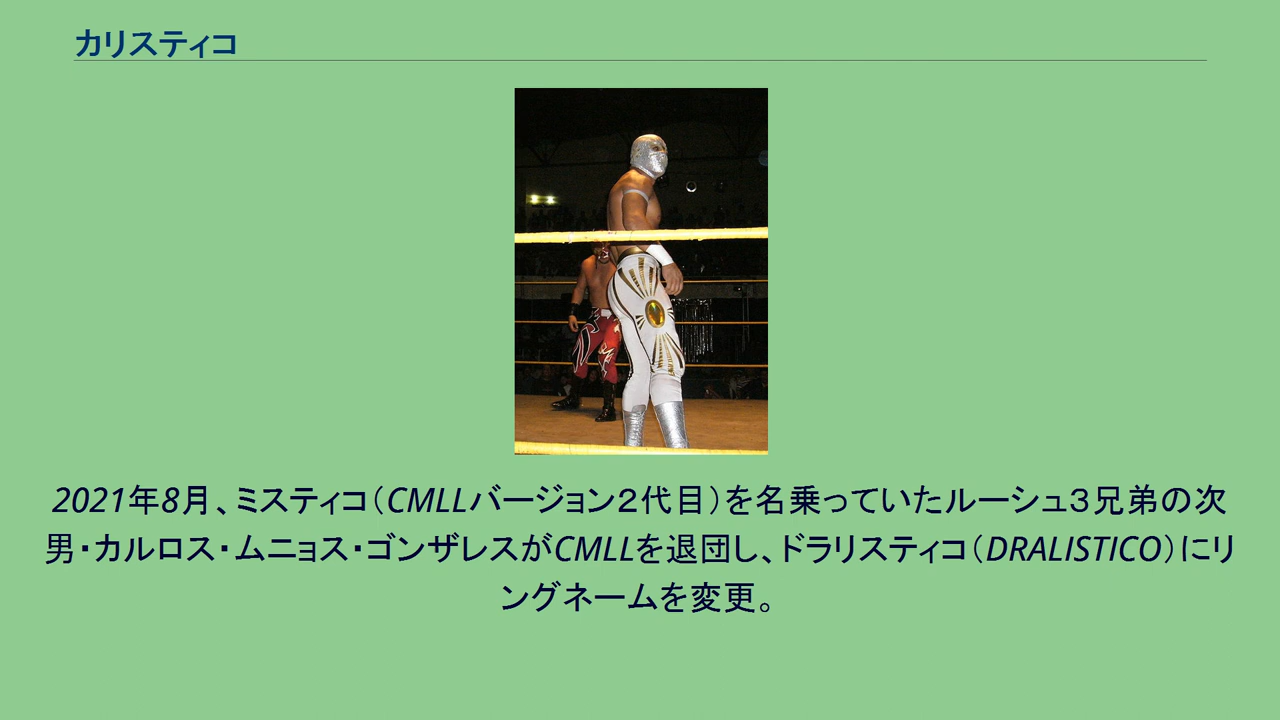 カリスティコ
2021年8月、ミスティコ（CMLLバージョン２代目）を名乗っていたルーシュ３兄弟の次
男・カルロス・ムニョス・ゴンザレスがCMLLを退団し、ドラリスティコ（DRALISTICO）にリ
ングネームを変更。